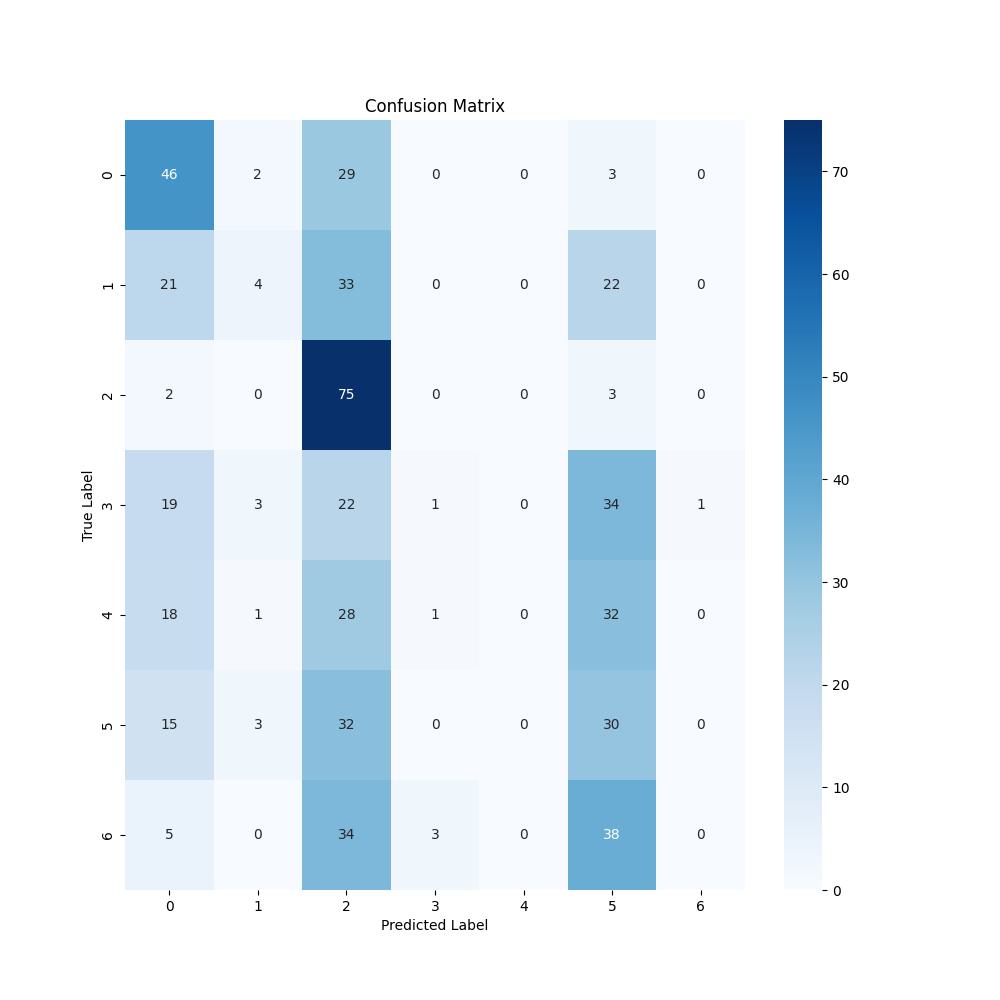 Confusion Matrix
0 46 2 29 0 0 3 0
1 21 4 33 0 0 22 0
2 2 0 75 0 0 3 0
3 19 3 22 1 0 34 1
4 18 1 28 1 0 32 0
5 15 3 32 0 0 30 0
6 5 0 34 3 0 38 0
0 1 2 3 4 5 6
True Label
Predicted Label
70
60
50
40
30
20
10
0